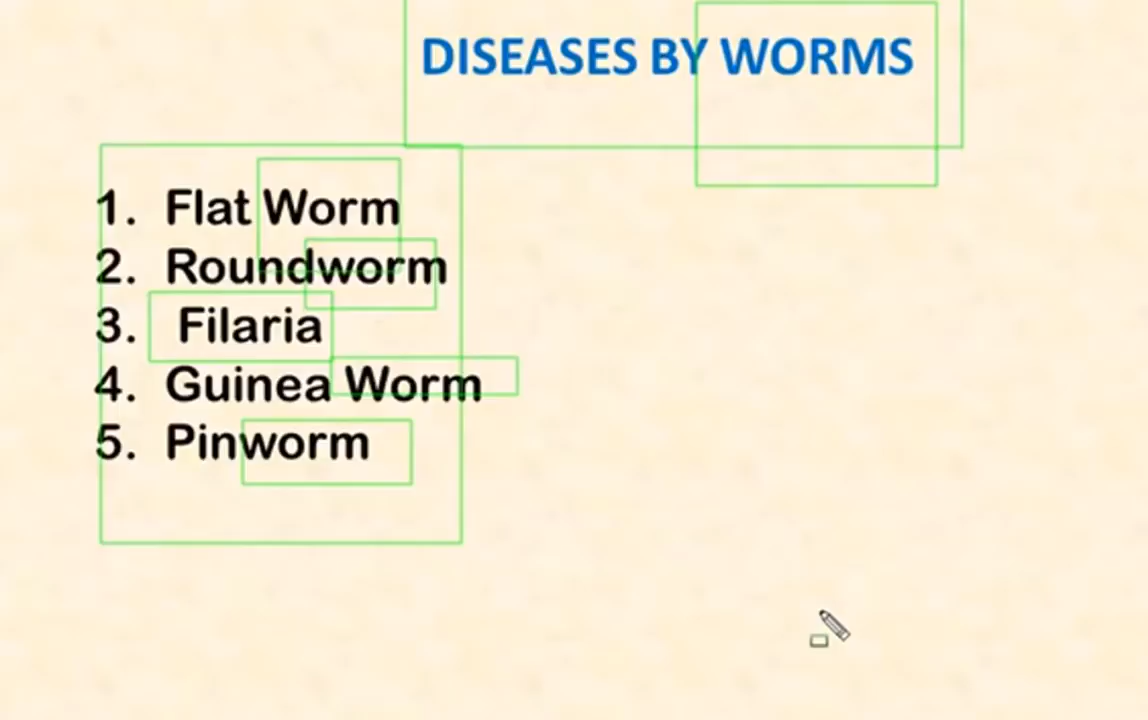 DISEASES BY WORMS
1. Flat Worm
2. Roundworm
3. Filaria
4. Guinea Worm
5. Pinworm